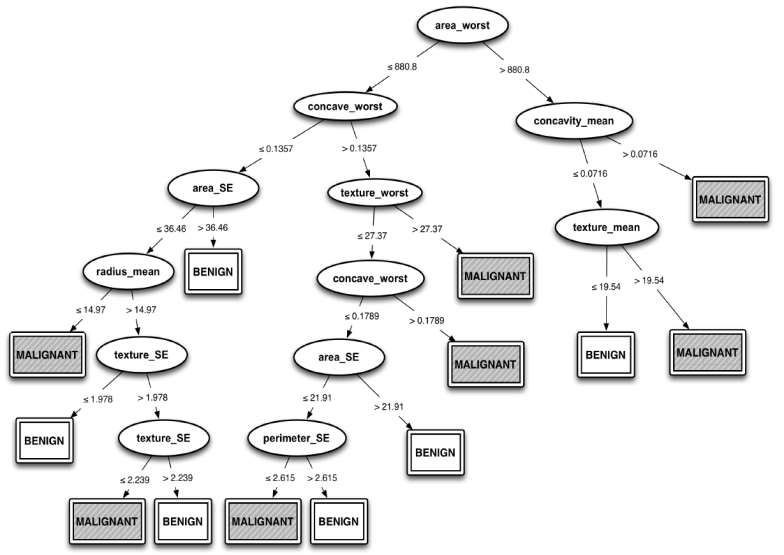 area_worst
≤ 880.8
> 880.8
concave_worst
concavity_mean
≤ 0.1357
> 0.1357
≤ 0.0716
> 0.0716
area_SE
texture_worst
MALIGNANT
≤ 36.46
> 36.46
≤ 27.37
> 27.37
texture_mean
radius_mean
BENIGN
concave_worst
MALIGNANT
≤ 19.54
> 19.54
≤ 14.97
> 14.97
≤ 0.1789
> 0.1789
MALIGNANT
texture_SE
area_SE
MALIGNANT
BENIGN
MALIGNANT
≤ 1.978
> 1.978
≤ 21.91
> 21.91
BENIGN
texture_SE
perimeter_SE
BENIGN
≤ 2.239
> 2.239
≤ 2.615
> 2.615
MALIGNANT
BENIGN
MALIGNANT
BENIGN